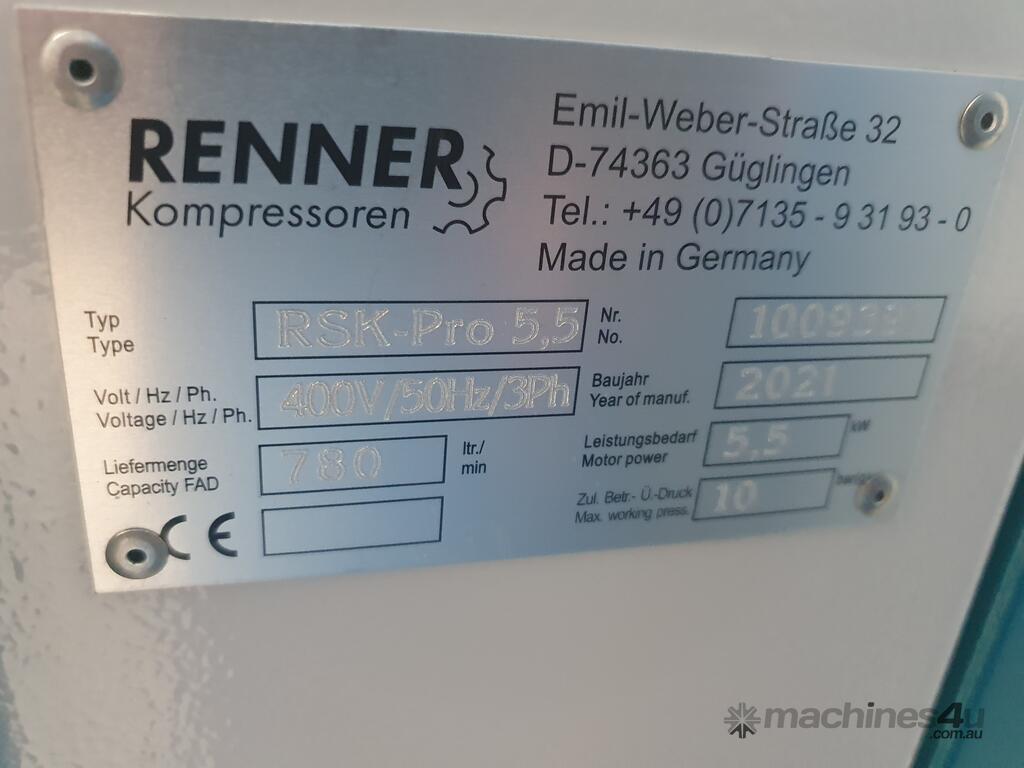 RENNER
Kompressoren
Emil-Weber-Straße 32
D-74363 Güglingen
Tel.: +49 (0)7135 - 9 31 93 - 0
Made in Germany
Typ
Type
RSK-Pro 5,5
Nr.
No.
Volt / Hz / Ph.
Voltage / Hz / Ph.
400V/50Hz/3Ph
Baujahr
Year of manuf.
2021
Liefermenge
Capacity FAD
780
ltr./
min
Leistungsbedarf
Motor power
5,5
kW
Zul. Betr.- Ü.-Druck
Max. working press.
10
CE
machines4u
.com.au